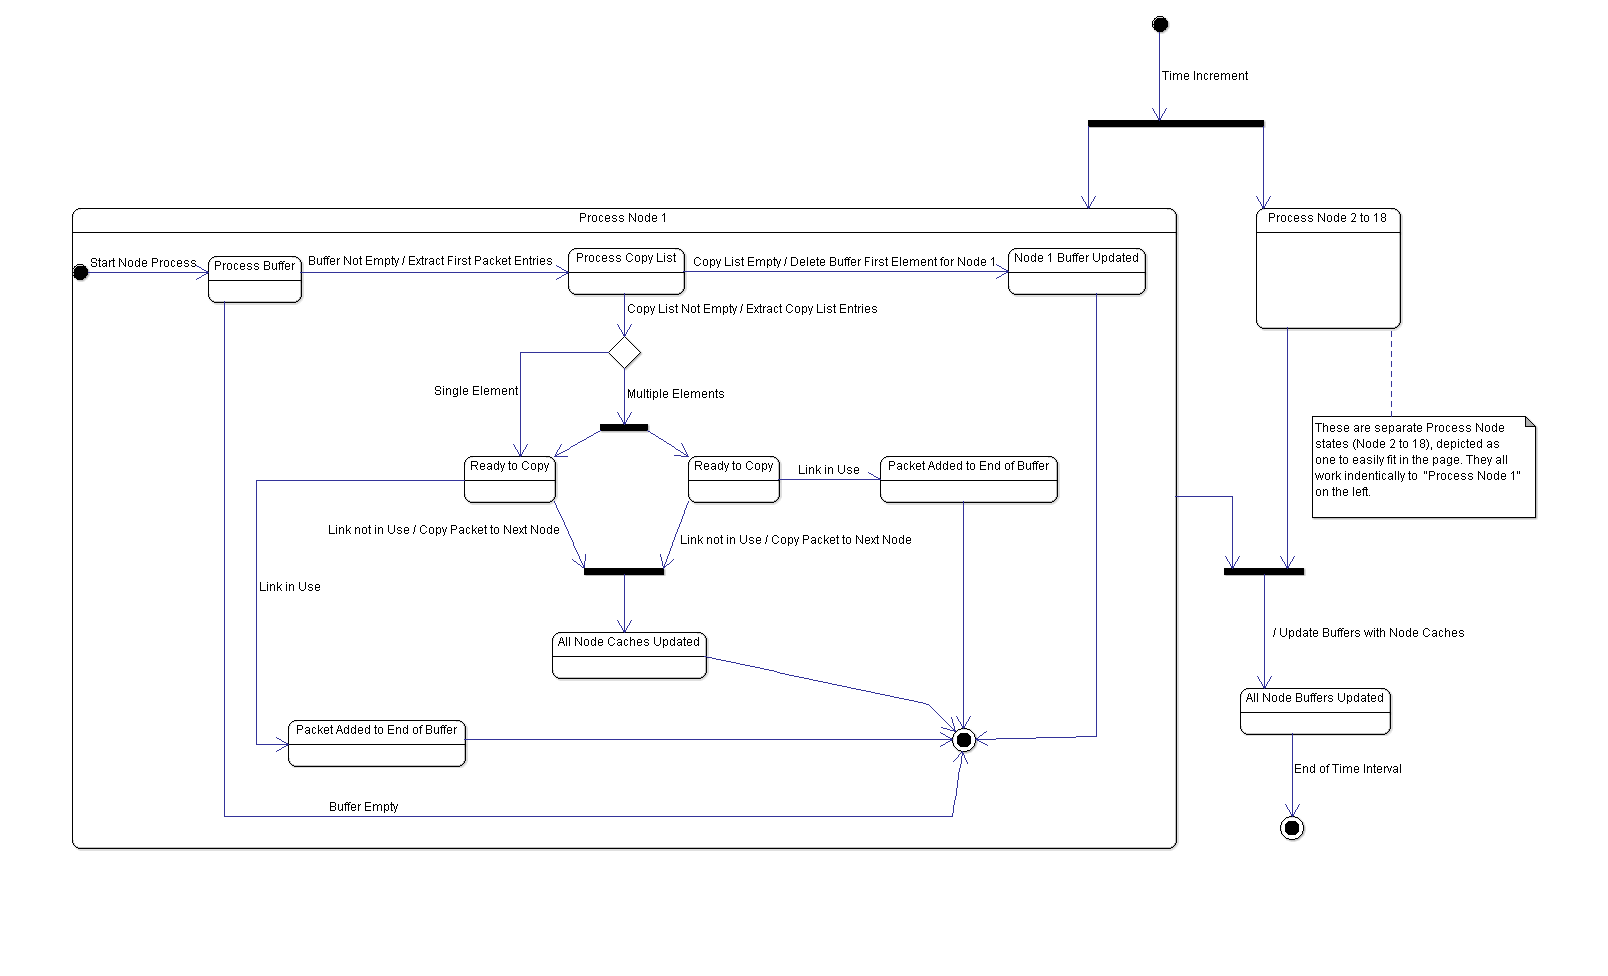 Time Increment
Process Node 1
Process Node 2 to 18
Start Node Process
Process Buffer
Buffer Not Empty / Extract First Packet Entries
Process Copy List
Copy List Empty / Delete Buffer First Element for Node 1
Node 1 Buffer Updated
Copy List Not Empty / Extract Copy List Entries
Single Element
Multiple Elements
These are separate Process Node
states (Node 2 to 18), depicted as
one to easily fit in the page. They all
work indentically to "Process Node 1"
on the left.
Ready to Copy
Ready to Copy
Link in Use
Packet Added to End of Buffer
Link not in Use / Copy Packet to Next Node
Link not in Use / Copy Packet to Next Node
Link in Use
All Node Caches Updated
/ Update Buffers with Node Caches
All Node Buffers Updated
Packet Added to End of Buffer
End of Time Interval
Buffer Empty